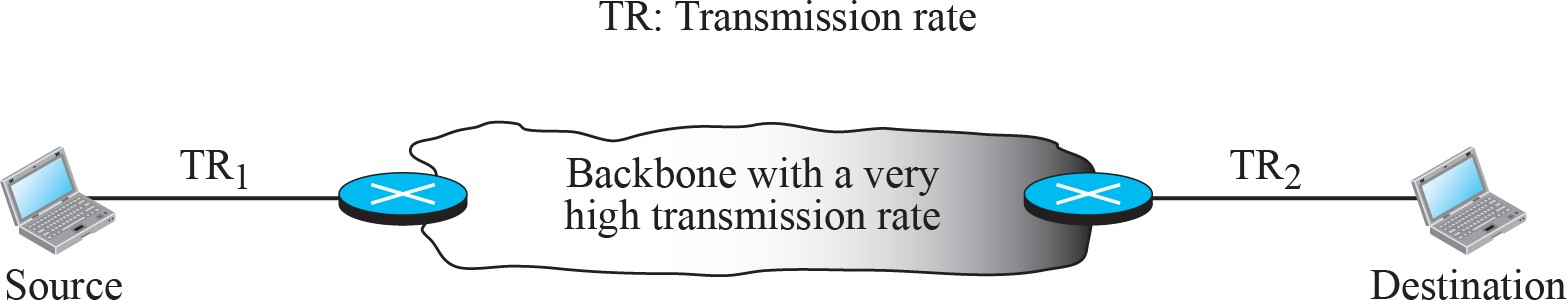 TR: Transmission rate
TR₁
Backbone with a very
high transmission rate
TR₂
Source
Destination